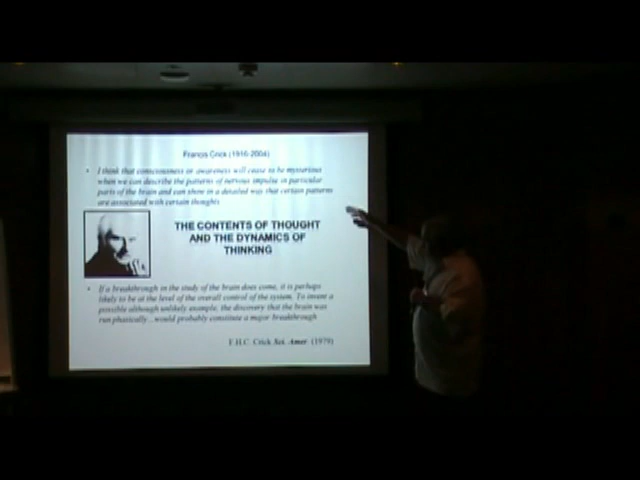 Francis Crick (1916-2004)
• I think that consciousness or awareness will cease to be mysterious
when we can describe the patterns of nervous impulse in particular
parts of the brain and can show in a detailed way that certain patterns
are associated with certain thoughts
THE CONTENTS OF THOUGHT
AND THE DYNAMICS OF
THINKING
• If a breakthrough in the study of the brain does come, it is perhaps
likely to be at the level of the overall control of the system. To invent a
possible although unlikely example, the discovery that the brain was
run phasically...would probably constitute a major breakthrough
F.H.C. Crick Sci. Amer. (1979)